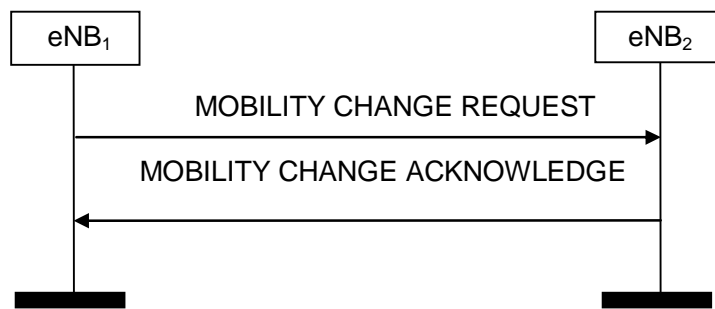 eNB₁
eNB₂
MOBILITY CHANGE REQUEST
MOBILITY CHANGE ACKNOWLEDGE